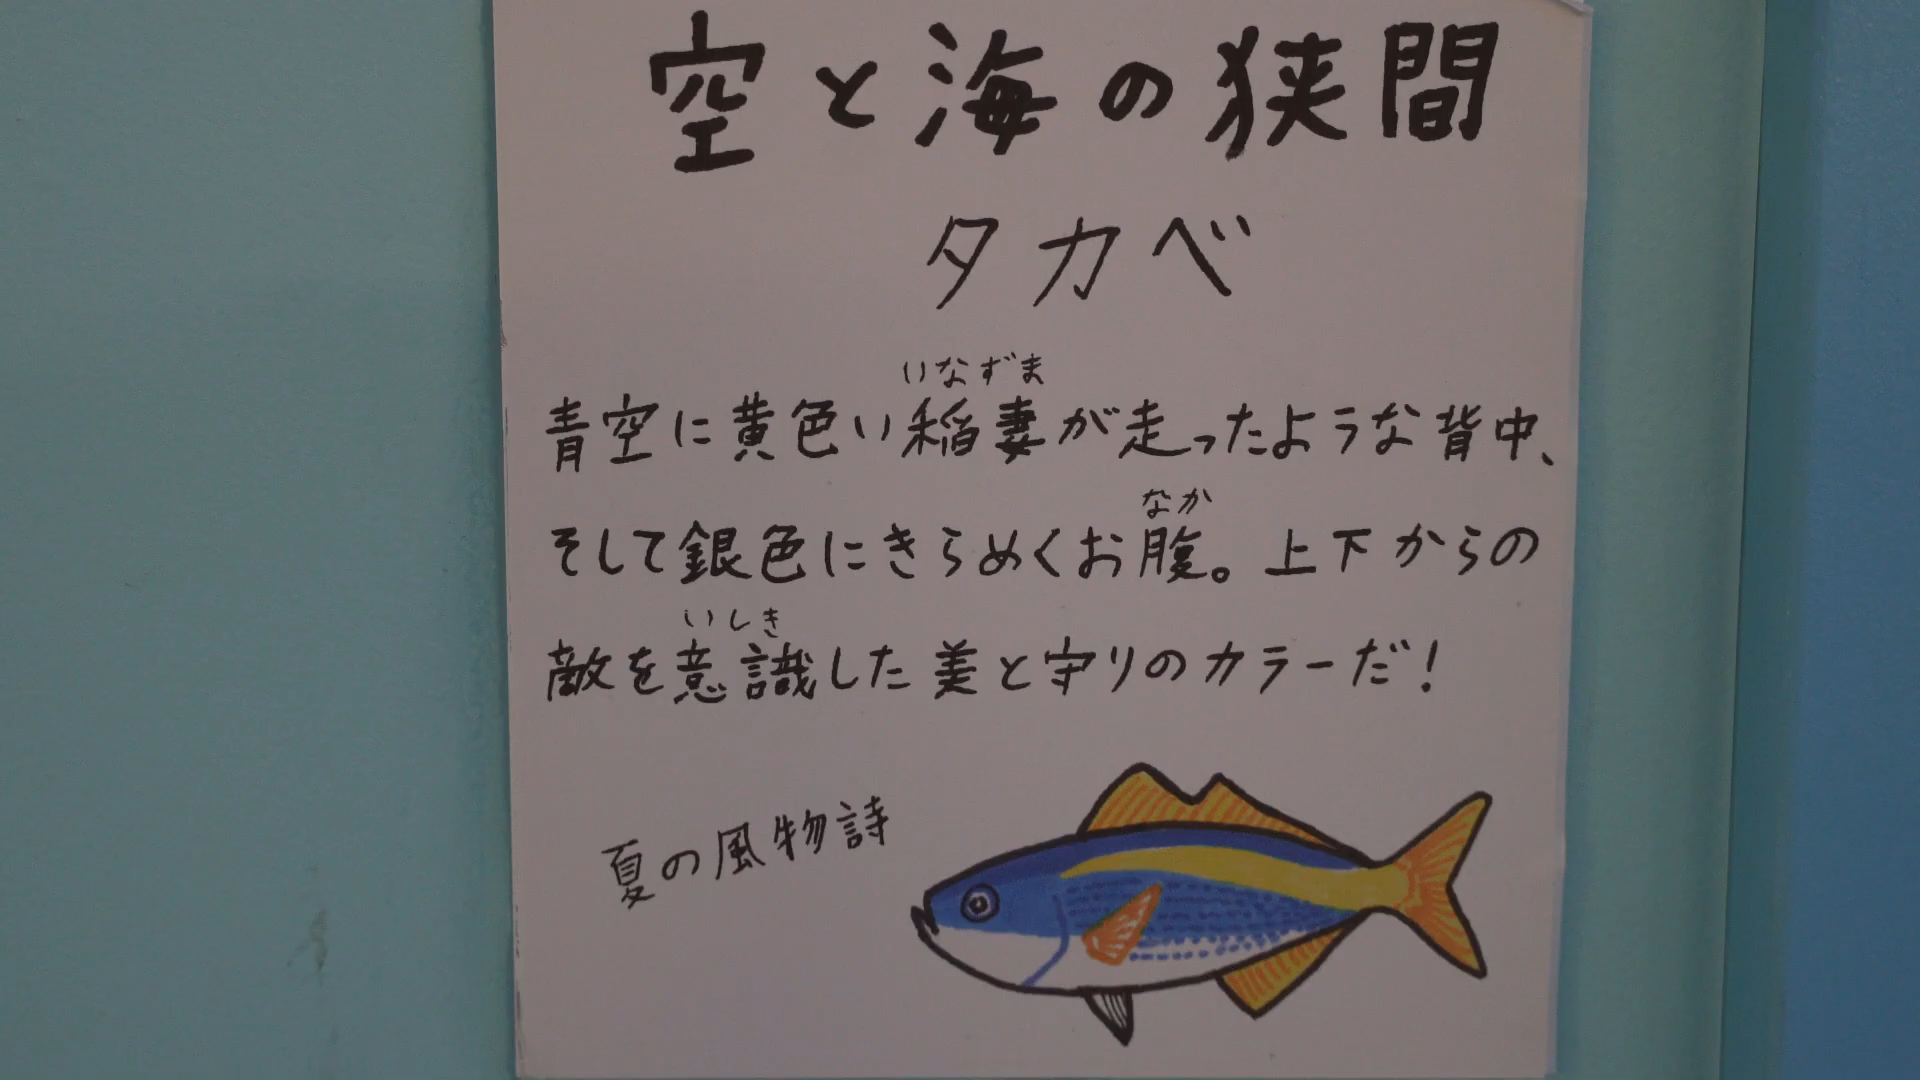 空と海の狭間
タカベ
いなずま
青空に黄色い稲妻が走ったような背中、
なか
そして銀色にきらめくお腹。上下からの
いしき
敵を意識した美と守りのカラーだ!
夏の風物詩